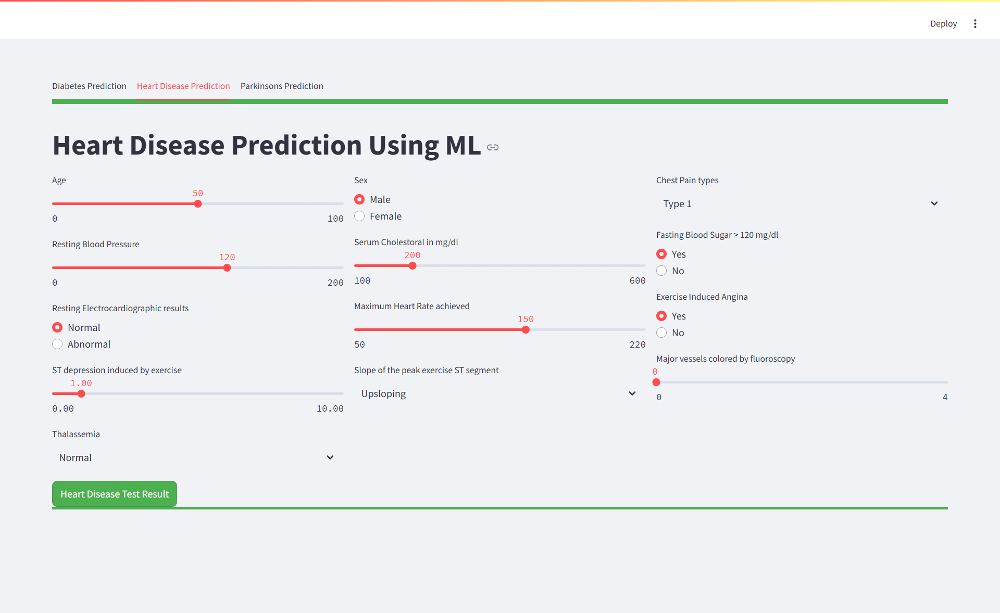 Deploy
Diabetes Prediction Heart Disease Prediction Parkinsons Prediction
Heart Disease Prediction Using ML
Age
50
0 100
Resting Blood Pressure
120
0 200
Resting Electrocardiographic results
Normal
Abnormal
ST depression induced by exercise
1.00
0.00 10.00
Thalassemia
Normal
Sex
Male
Female
Serum Cholestoral in mg/dl
200
100 600
Maximum Heart Rate achieved
150
50 220
Slope of the peak exercise ST segment
Upsloping
Chest Pain types
Type 1
Fasting Blood Sugar > 120 mg/dl
Yes
No
Exercise Induced Angina
Yes
No
Major vessels colored by fluoroscopy
0
0 4
Heart Disease Test Result